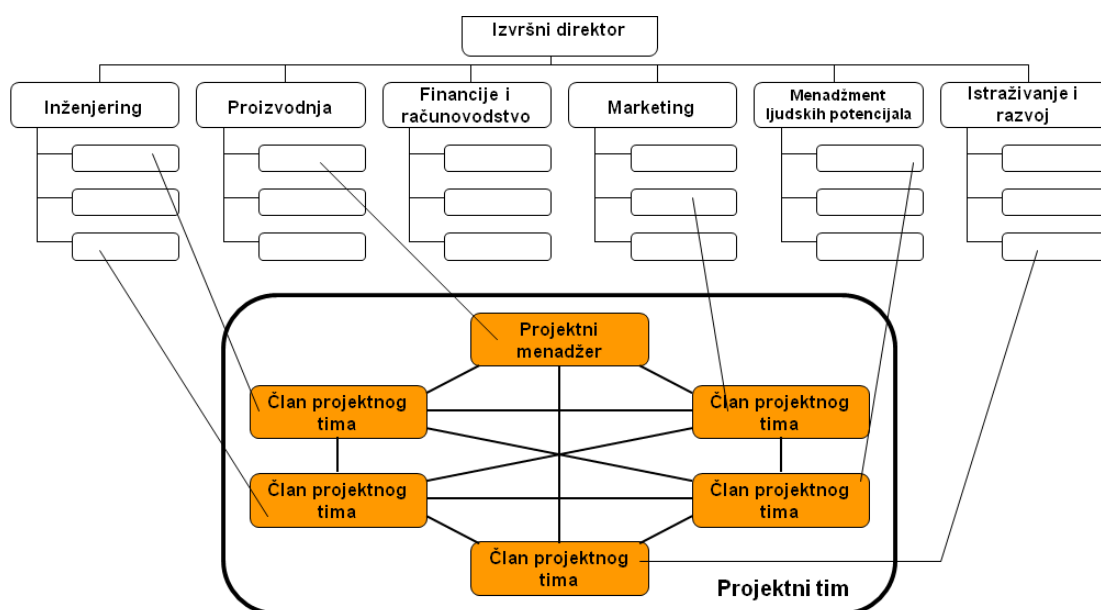 Izvršni direktor
Inženjering
Proizvodnja
Financije i
računovodstvo
Marketing
Menadžment
ljudskih potencijala
Istraživanje i
razvoj
Projektni
menadžer
Član projektnog
tima
Član projektnog
tima
Član projektnog
tima
Član projektnog
tima
Član projektnog
tima
Projektni tim